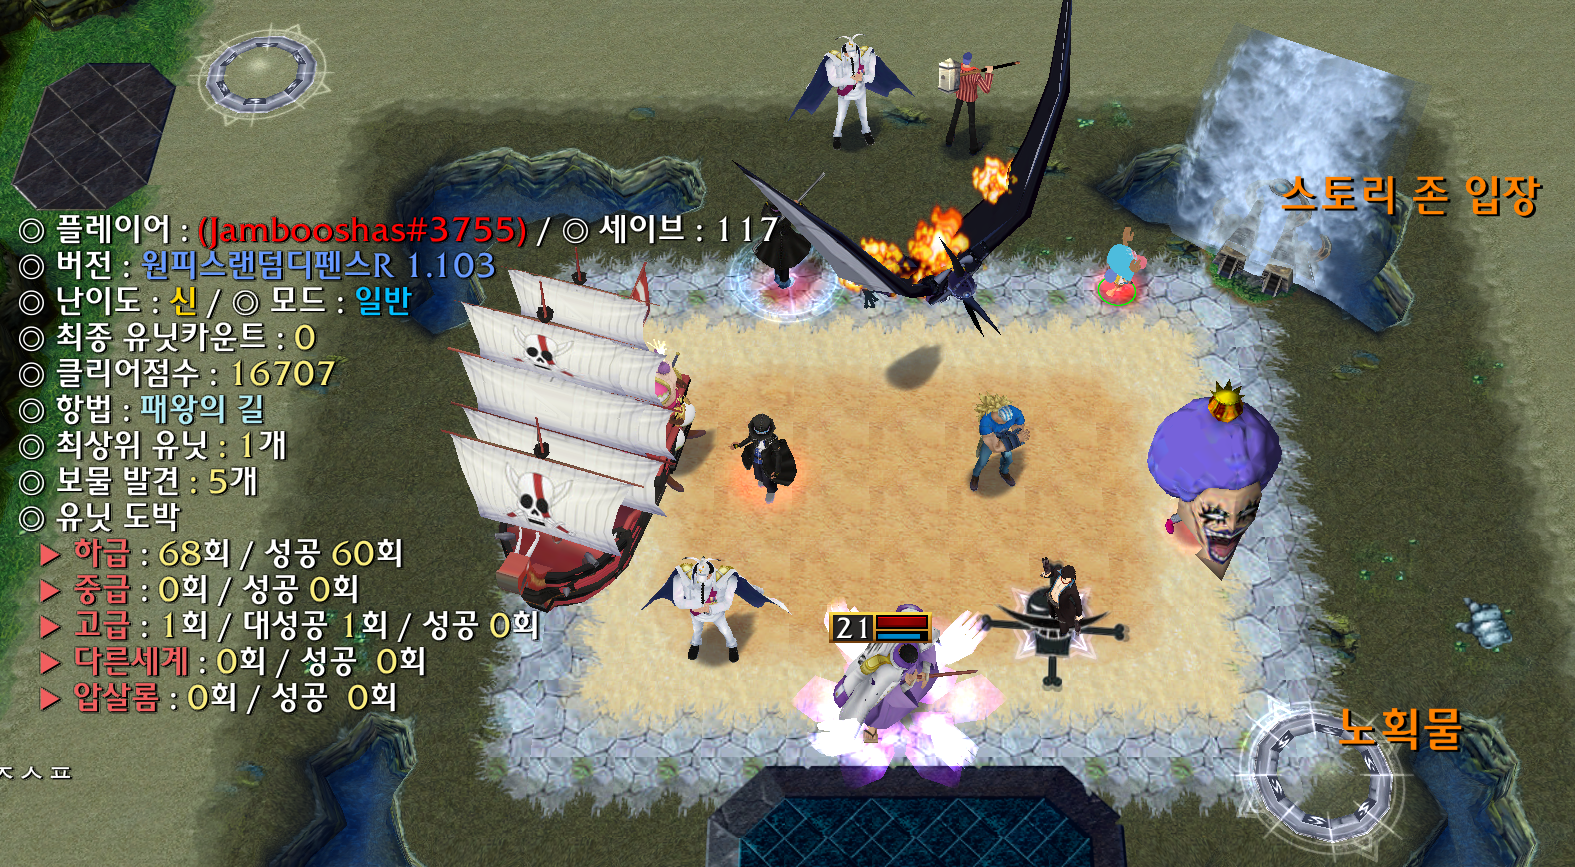 스토리 존 입장
◎ 플레이어 : (Jambooshas#3755) / ◎ 세이브 : 117
◎ 버전 : 원피스랜덤디펜스R 1.103
◎ 난이도 : 신 / ◎ 모드 : 일반
◎ 최종 유닛카운트 : 0
◎ 클리어점수 : 16707
◎ 항법 : 패왕의 길
◎ 최상위 유닛 : 1개
◎ 보물 발견 : 5개
◎ 유닛 도박
▶ 하급 : 68회 / 성공 60회
▶ 중급 : 0회 / 성공 0회
▶ 고급 : 1회 / 대성공 1회 / 성공 0회
▶ 다른세계 : 0회 / 성공 0회
▶ 압살롬 : 0회 / 성공 0회
21
노획물
ㅈㅅㅍ